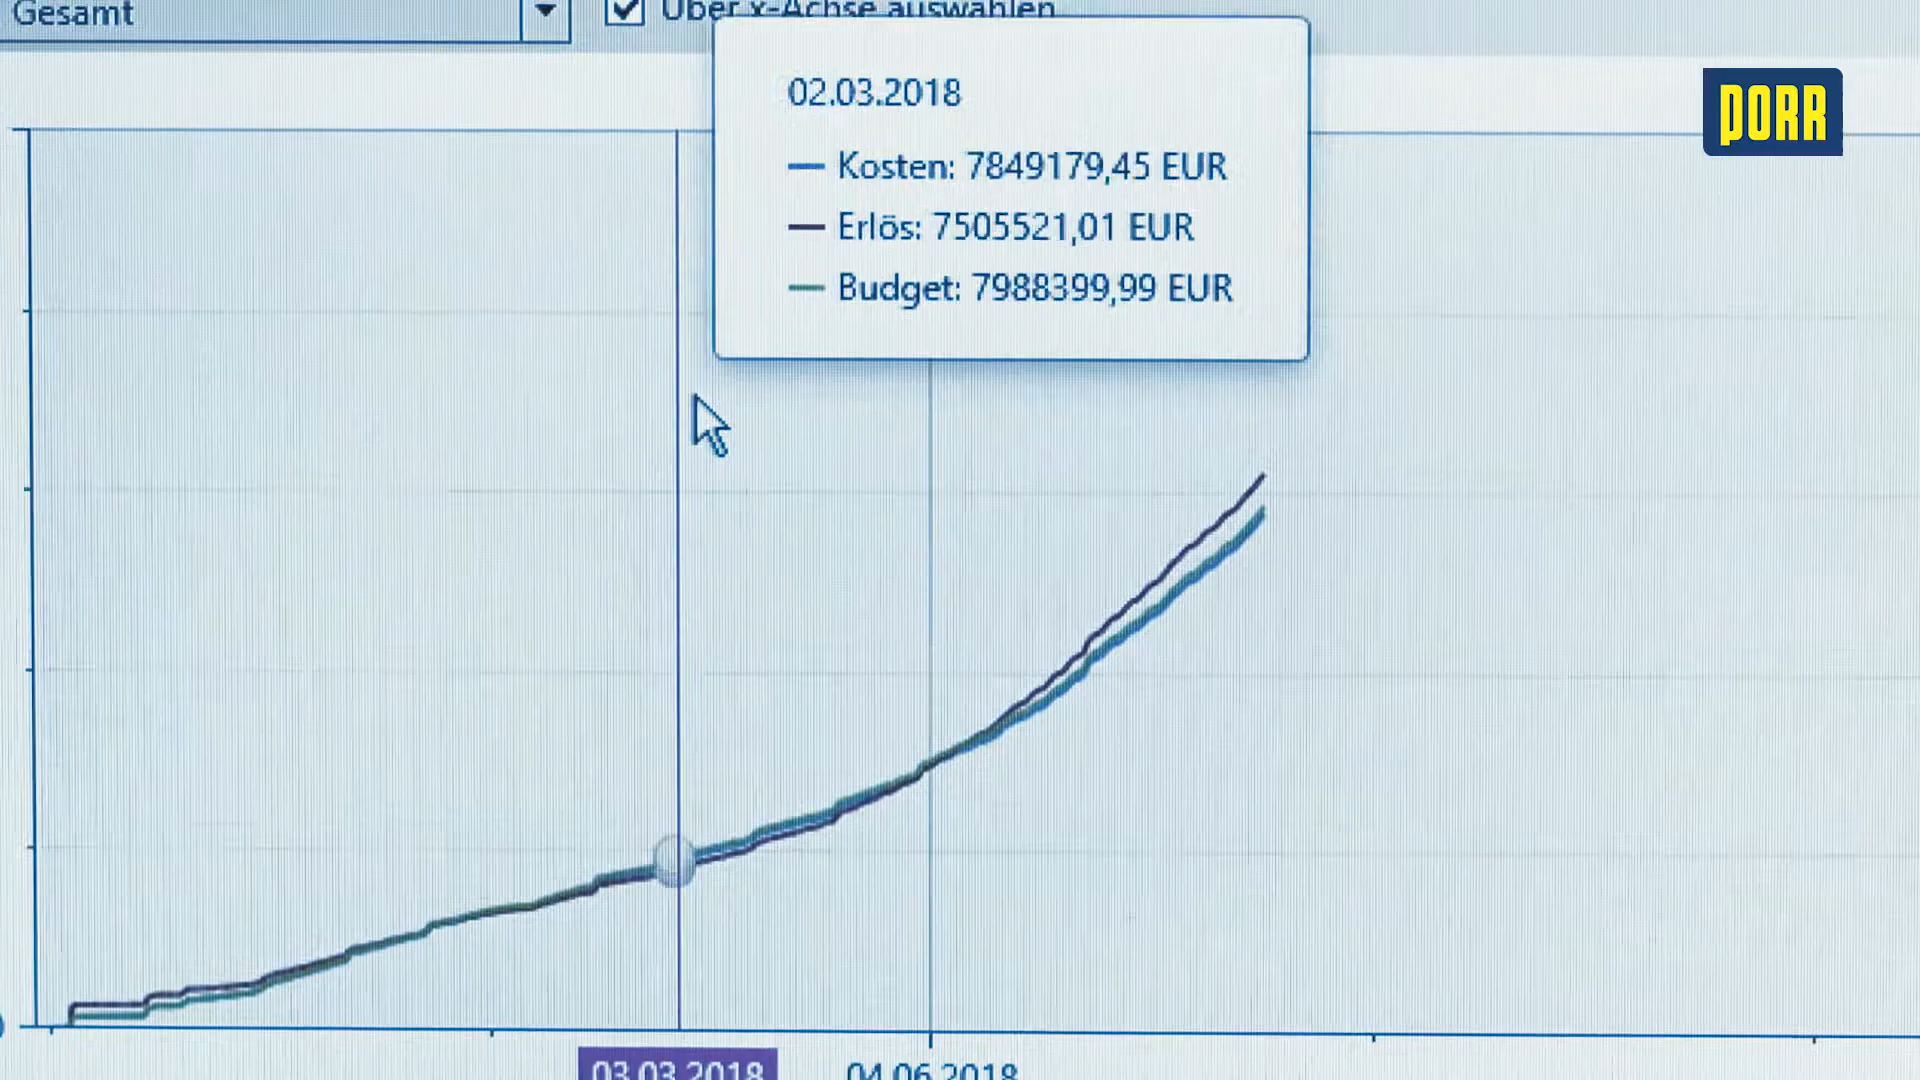 Gesamt
Über x-Achse auswählen
PORR
02.03.2018
Kosten: 7849179,45 EUR
Erlös: 7505521,01 EUR
Budget: 7988399,99 EUR
03.03.2018
04.06.2018